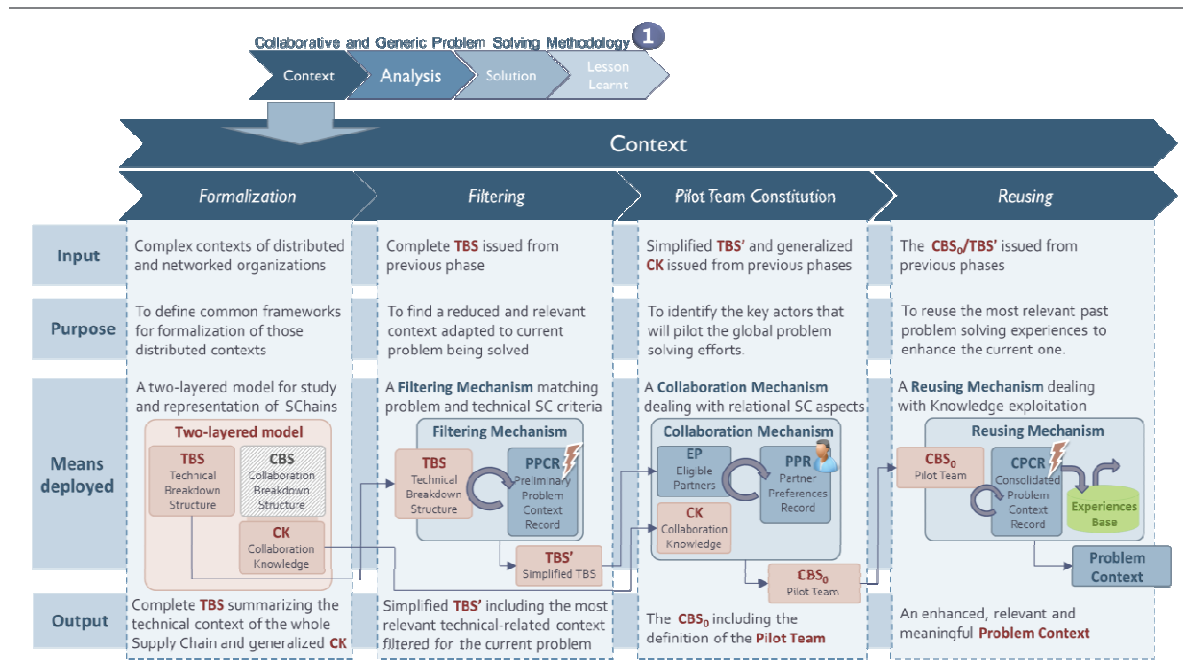 Collaborative and Generic Problem Solving Methodology
1
Context
Analysis
Solution
Lesson
Learnt
Context
Formalization
Filtering
Pilot Team Constitution
Reusing
Input
Complex contexts of distributed
and networked organizations
Complete TBS issued from
previous phase
Simplified TBS' and generalized
CK issued from previous phases
The CBS₀/TBS' issued from
previous phases
Purpose
To define common frameworks
for formalization of those
distributed contexts
To find a reduced and relevant
context adapted to current
problem being solved
To identify the key actors that
will pilot the global problem
solving efforts.
To reuse the most relevant past
problem solving experiences to
enhance the current one.
Means
deployed
A two-layered model for study
and representation of SChains
Two-layered model
TBS
Technical
Breakdown
Structure
CBS
Collaboration
Breakdown
Structure
CK
Collaboration
Knowledge
A Filtering Mechanism matching
problem and technical SC criteria
Filtering Mechanism
TBS
Technical
Breakdown
Structure
PPCR
Preliminary
Problem
Context
Record
TBS'
Simplified TBS
A Collaboration Mechanism
dealing with relational SC aspects
Collaboration Mechanism
EP
Eligible
Partners
PPR
Partner
Preferences
Record
CK
Collaboration
Knowledge
CBS₀
Pilot Team
A Reusing Mechanism dealing
with Knowledge exploitation
Reusing Mechanism
CBS₀
Pilot Team
CPCR
Consolidated
Problem
Context
Record
Experiences
Base
Problem
Context
Output
Complete TBS summarizing the
technical context of the whole
Supply Chain and generalized CK
Simplified TBS' including the most
relevant technical-related context
filtered for the current problem
The CBS₀ including the
definition of the Pilot Team
An enhanced, relevant and
meaningful Problem Context